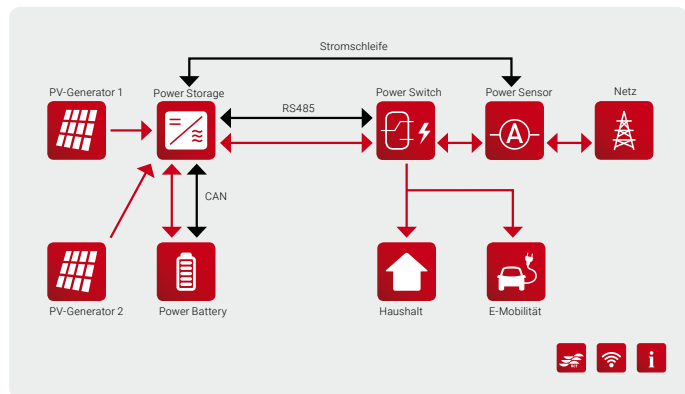 Stromschleife
PV-Generator 1
Power Storage
Power Switch
Power Sensor
Netz
RS485
CAN
PV-Generator 2
Power Battery
Haushalt
E-Mobilität